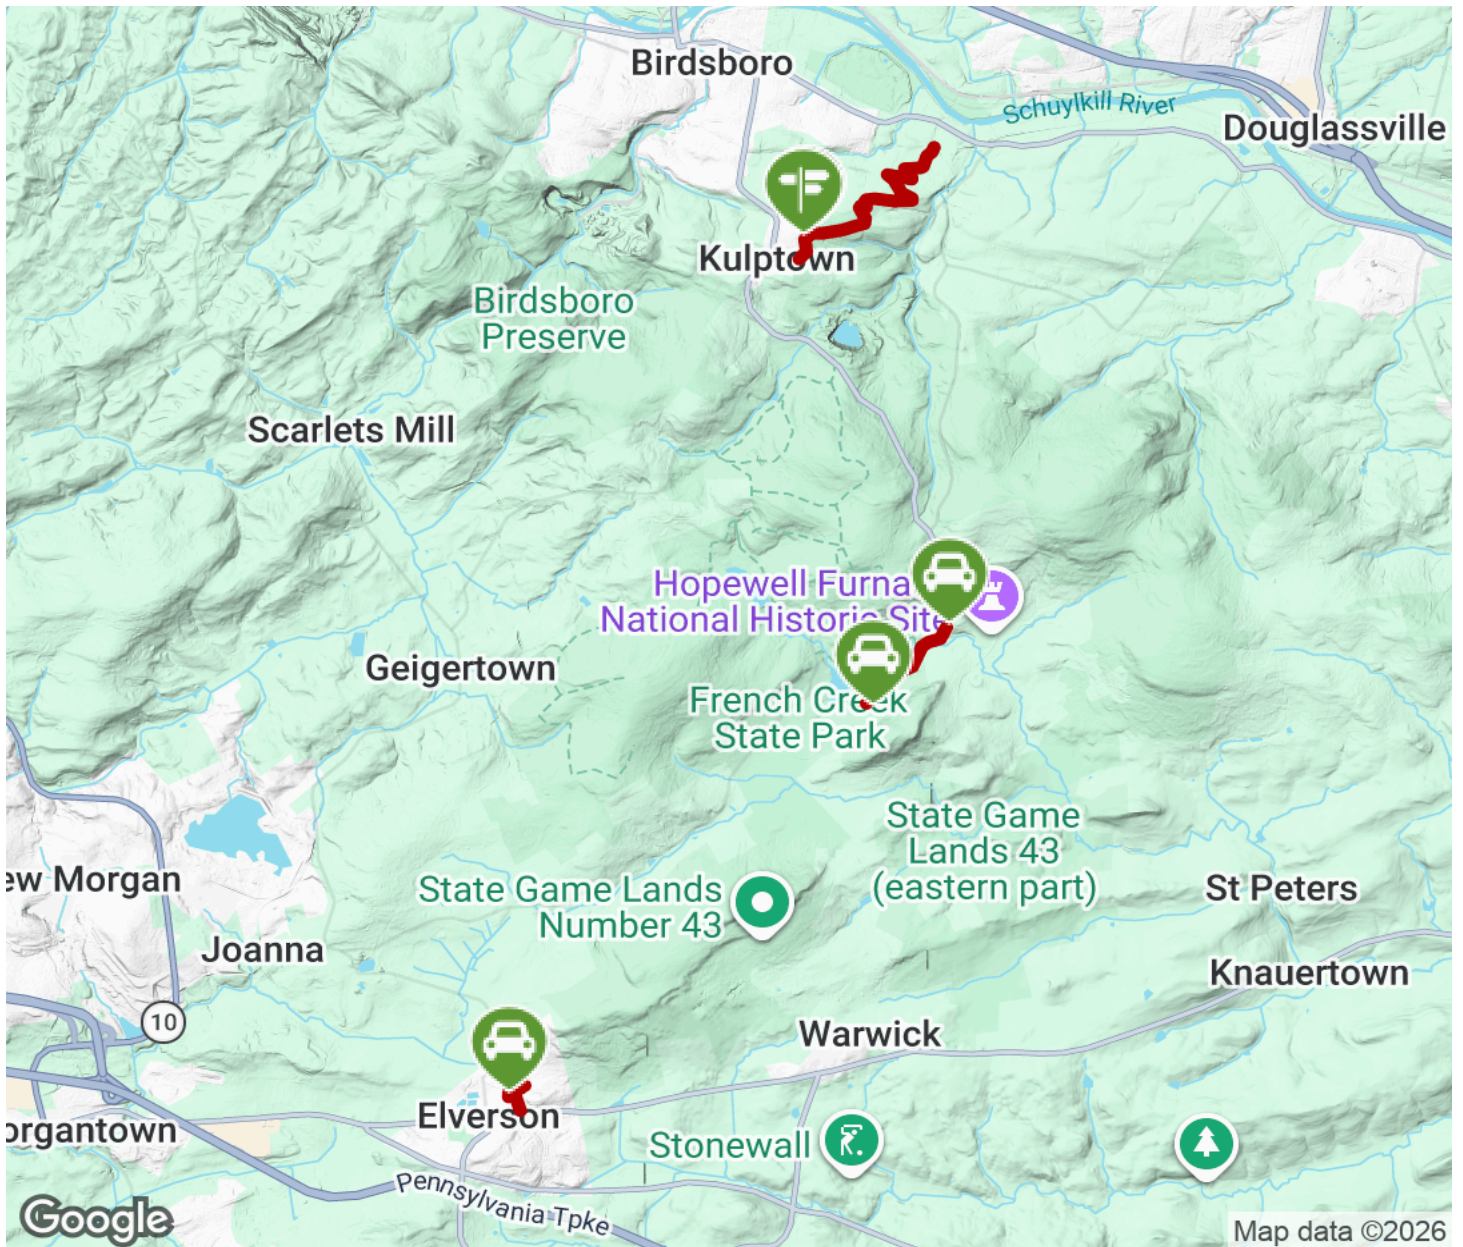 Birdsboro
Schuylkill River
Douglassville
Kulptown
Birdsboro
Preserve
Scarlets Mill
Hopewell Furna
National Historic Site
Geigertown
French Creek
State Park
State Game
Lands 43
(eastern part)
ew Morgan
State Game Lands
Number 43
St Peters
Joanna
Knauertown
10
Warwick
Elverson
organtown
Stonewall
Pennsylvania Tpke
Google
Map data ©2026